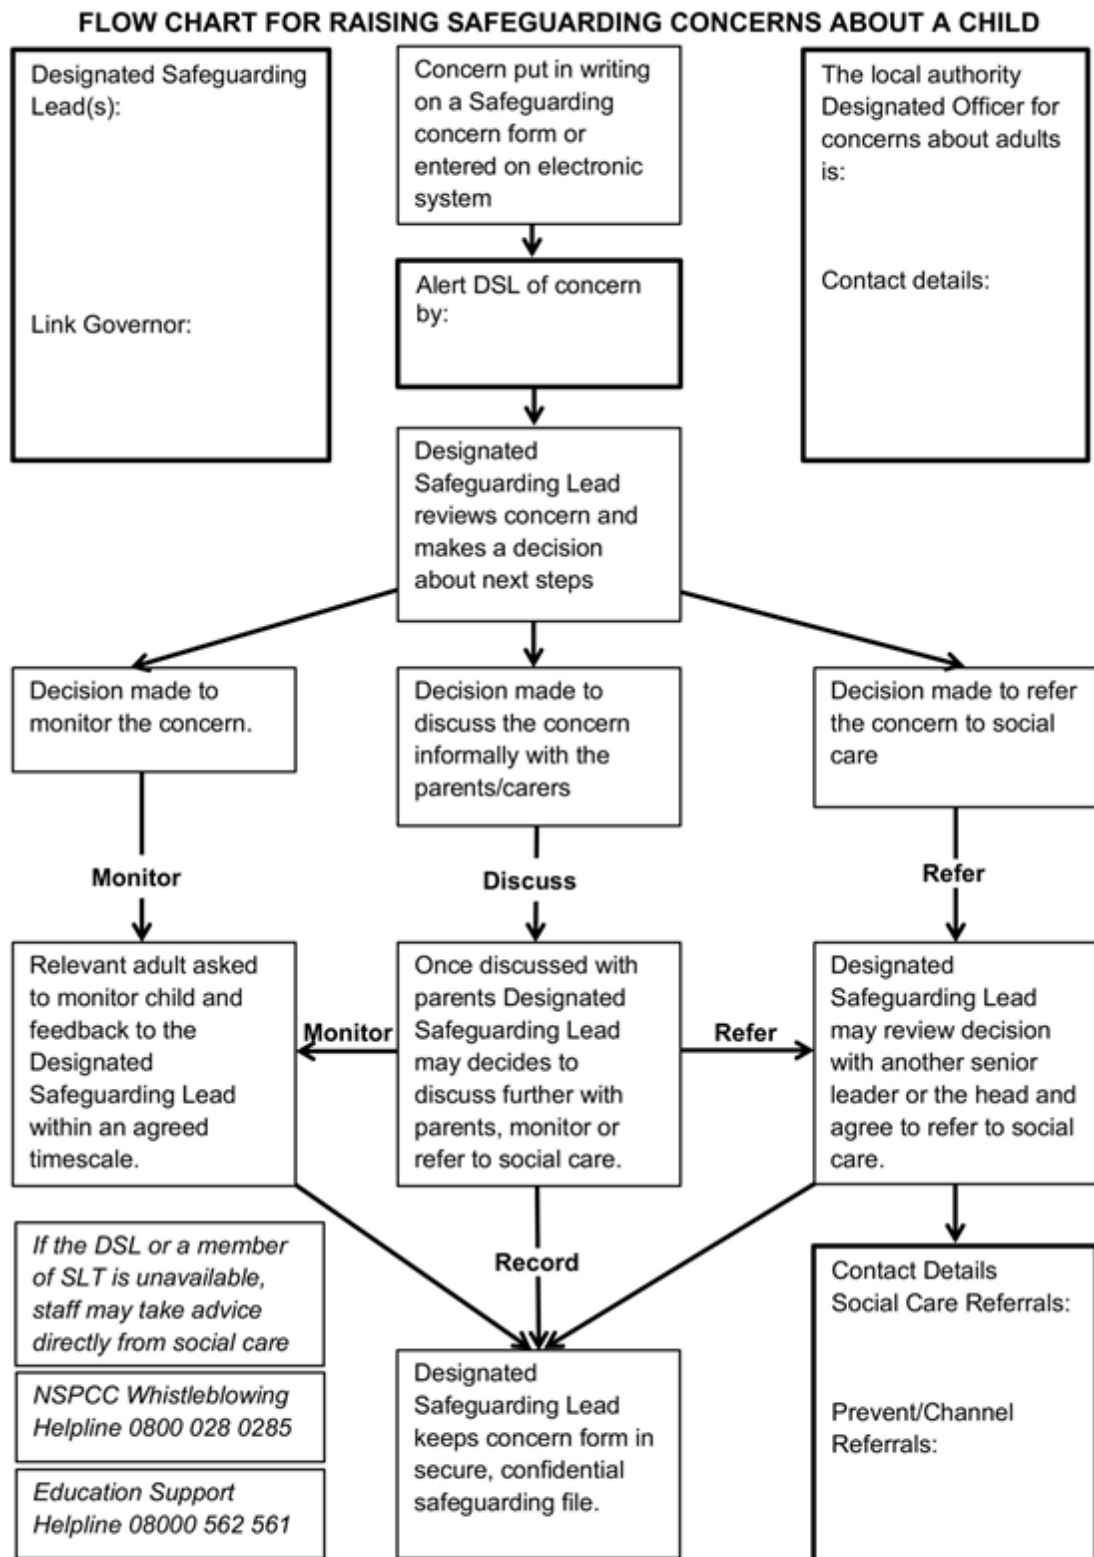 FLOW CHART FOR RAISING SAFEGUARDING CONCERNS ABOUT A CHILD
Designated Safeguarding
Lead(s):
Link Governor:
Concern put in writing
on a Safeguarding
concern form or
entered on electronic
system
The local authority
Designated Officer for
concerns about adults
is:
Contact details:
Alert DSL of concern
by:
Designated
Safeguarding Lead
reviews concern and
makes a decision
about next steps
Decision made to
monitor the concern.
Decision made to
discuss the concern
informally with the
parents/carers
Decision made to refer
the concern to social
care
Monitor
Discuss
Refer
Relevant adult asked
to monitor child and
feedback to the
Designated
Safeguarding Lead
within an agreed
timescale.
Monitor
Once discussed with
parents Designated
Safeguarding Lead
may decides to
discuss further with
parents, monitor or
refer to social care.
Refer
Designated
Safeguarding Lead
may review decision
with another senior
leader or the head and
agree to refer to social
care.
If the DSL or a member
of SLT is unavailable,
staff may take advice
directly from social care
Record
Contact Details
Social Care Referrals:
Prevent/Channel
Referrals:
NSPCC Whistleblowing
Helpline 0800 028 0285
Education Support
Helpline 08000 562 561
Designated
Safeguarding Lead
keeps concern form in
secure, confidential
safeguarding file.